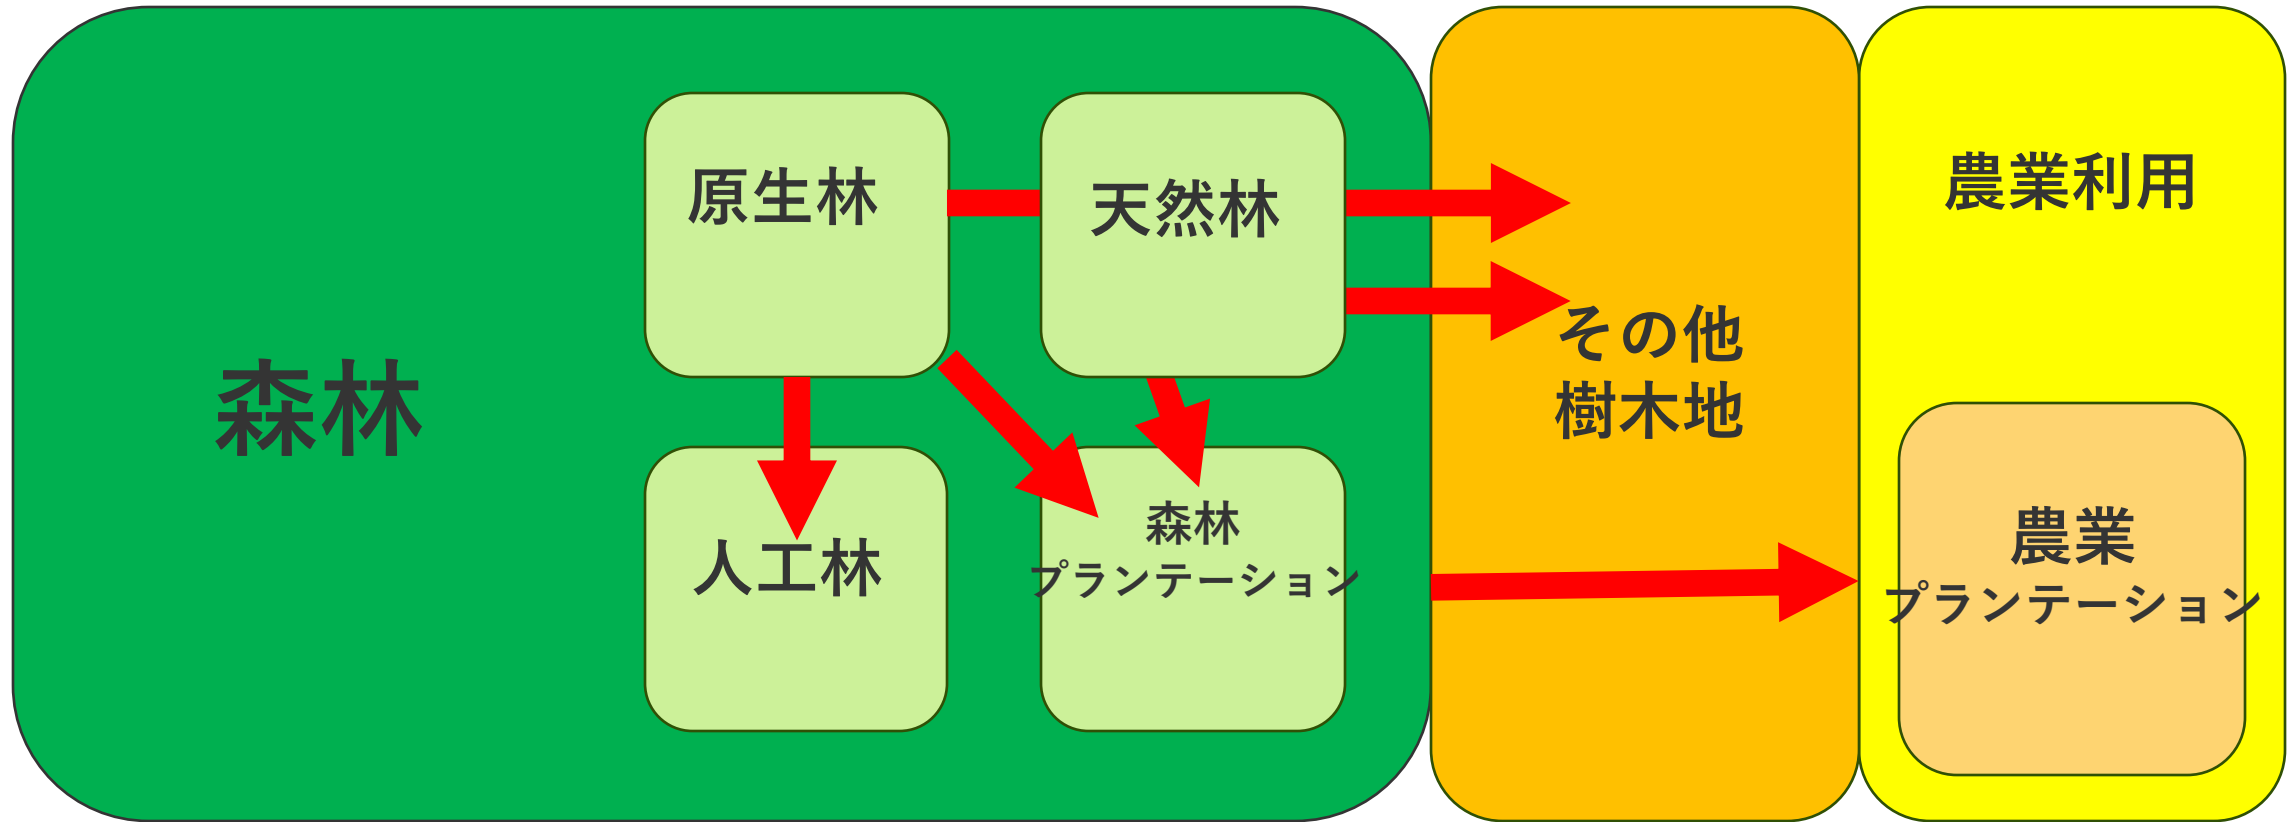 森林
原生林
天然林
人工林
森林
プランテーション
その他
樹木地
農業利用
農業
プランテーション